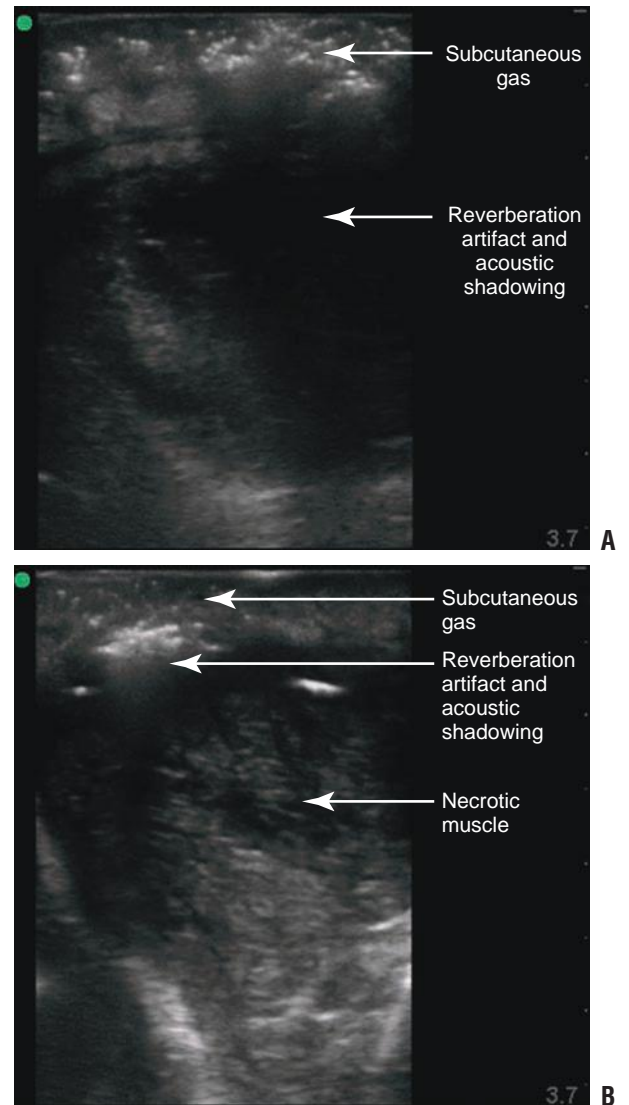 Subcutaneous
gas
Reverberation
artifact and
acoustic
shadowing
3.7
A
Subcutaneous
gas
Reverberation
artifact and
acoustic
shadowing
Necrotic
muscle
3.7
B